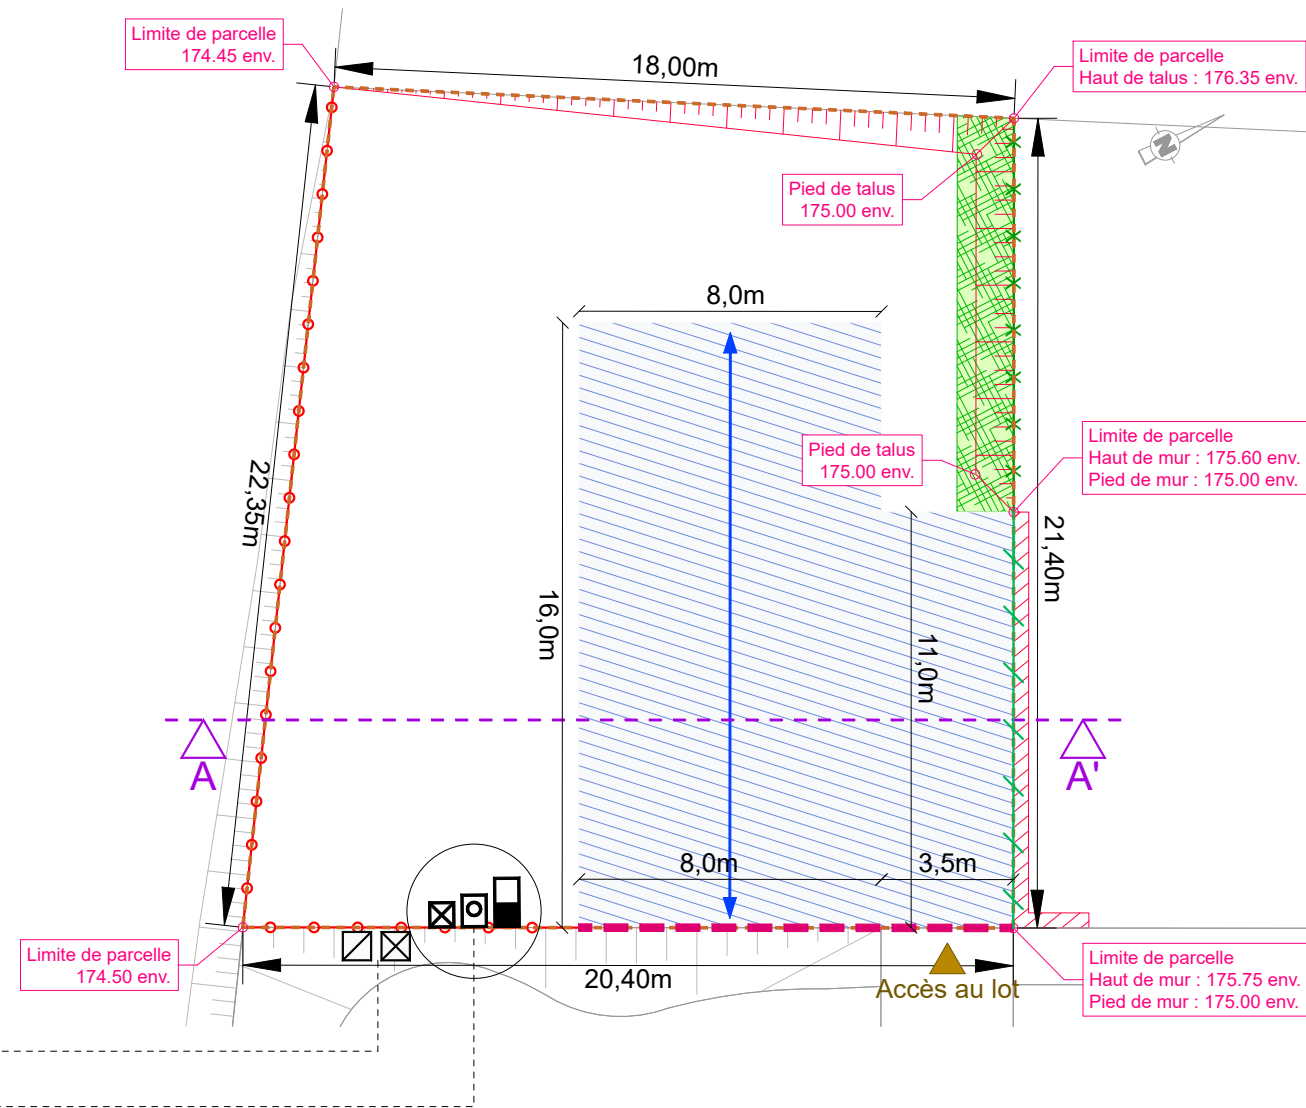 Limite de parcelle
174.45 env.
18,00m
Limite de parcelle
Haut de talus : 176.35 env.
N
Pied de talus
175.00 env.
8,0m
Limite de parcelle
Haut de mur : 175.60 env.
Pied de mur : 175.00 env.
Pied de talus
175.00 env.
22,35m
21,40m
16,0m
11,0m
A
A'
8,0m
3,5m
Limite de parcelle
174.50 env.
20,40m
Accès au lot
Limite de parcelle
Haut de mur : 175.75 env.
Pied de mur : 175.00 env.